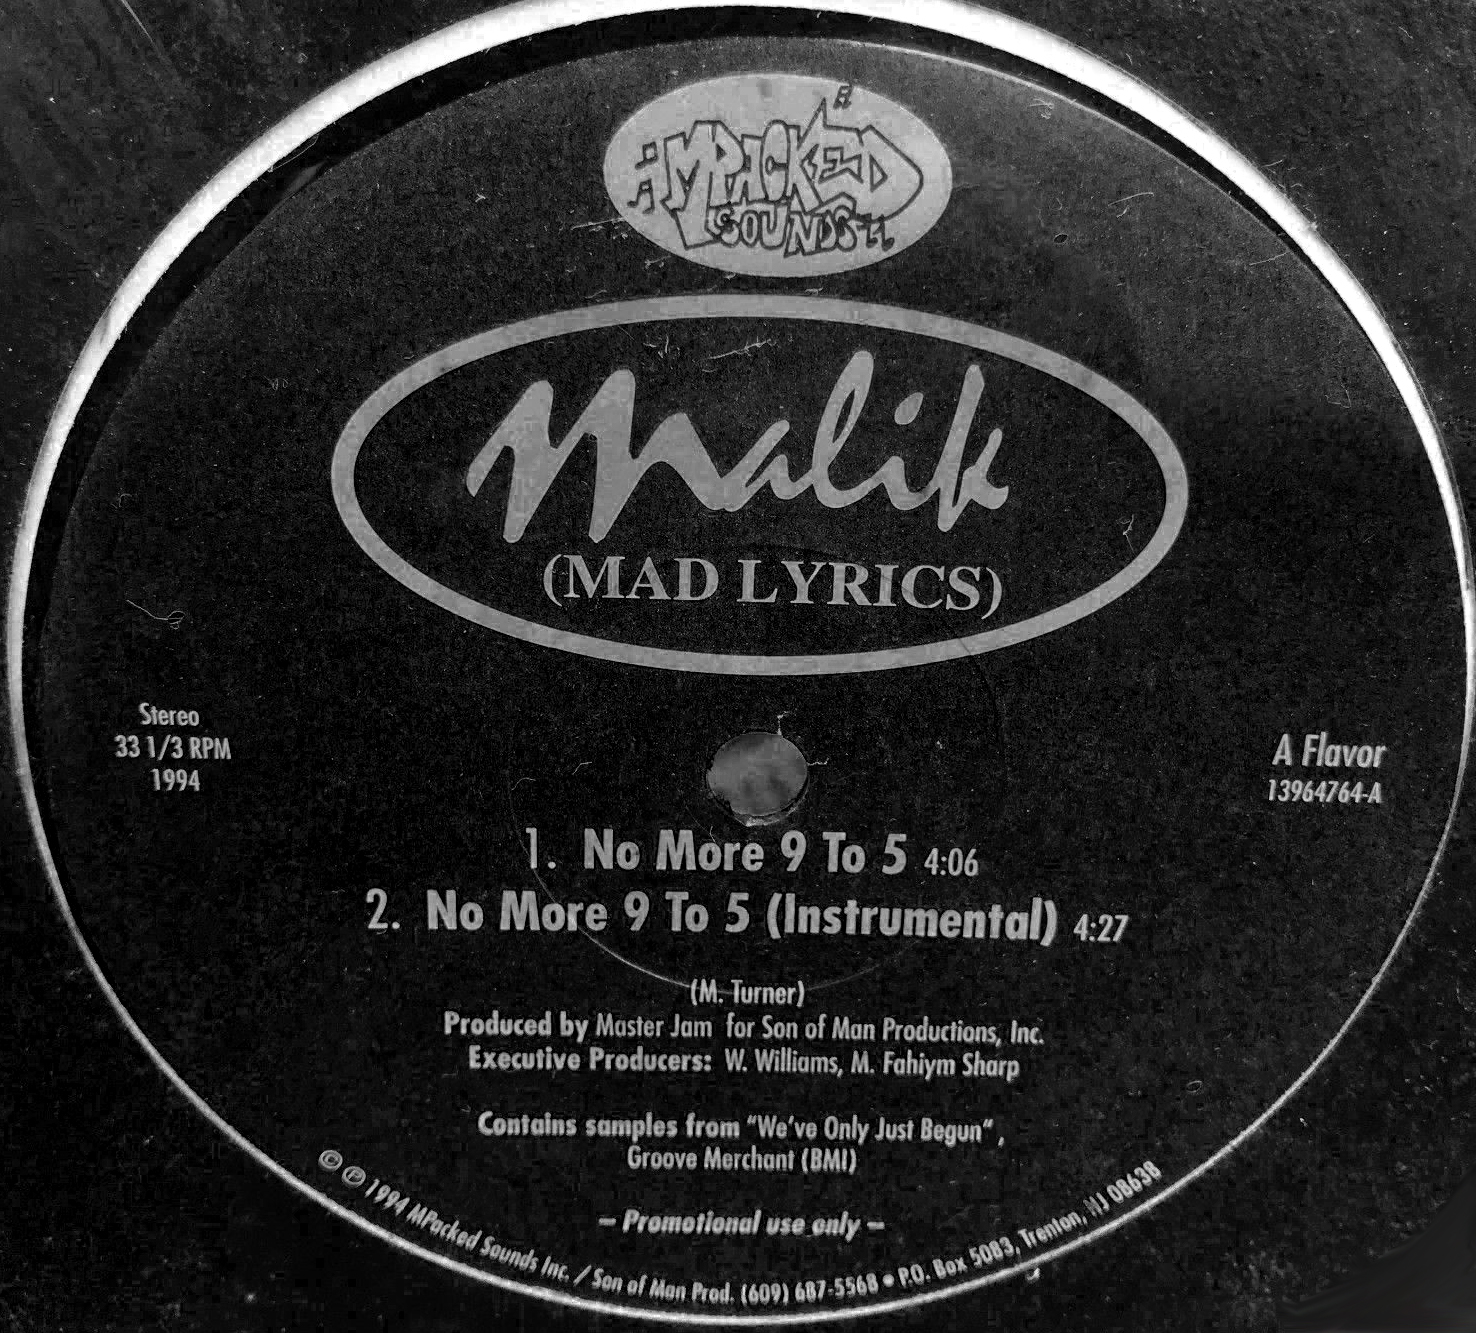 MPACKED
SOUNDS
Malik
(MAD LYRICS)
Stereo
33 1/3 RPM
1994
A Flavor
13964764-A
1. No More 9 To 5 4:06
2. No More 9 To 5 (Instrumental) 4:27
(M. Turner)
Produced by Master Jam for Son of Man Productions, Inc.
Executive Producers: W. Williams, M. Fahiym Sharp
Contains samples from "We've Only Just Begun",
Groove Merchant (BMI)
– Promotional use only –
© ℗ 1994 MPacked Sounds Inc. / Son of Man Prod. (609) 687-5568 • P.O. Box 5083, Trenton, NJ 08638